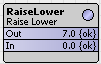 RaiseLower
Raise Lower
Out 7.0 {ok}
In 0.0 {ok}